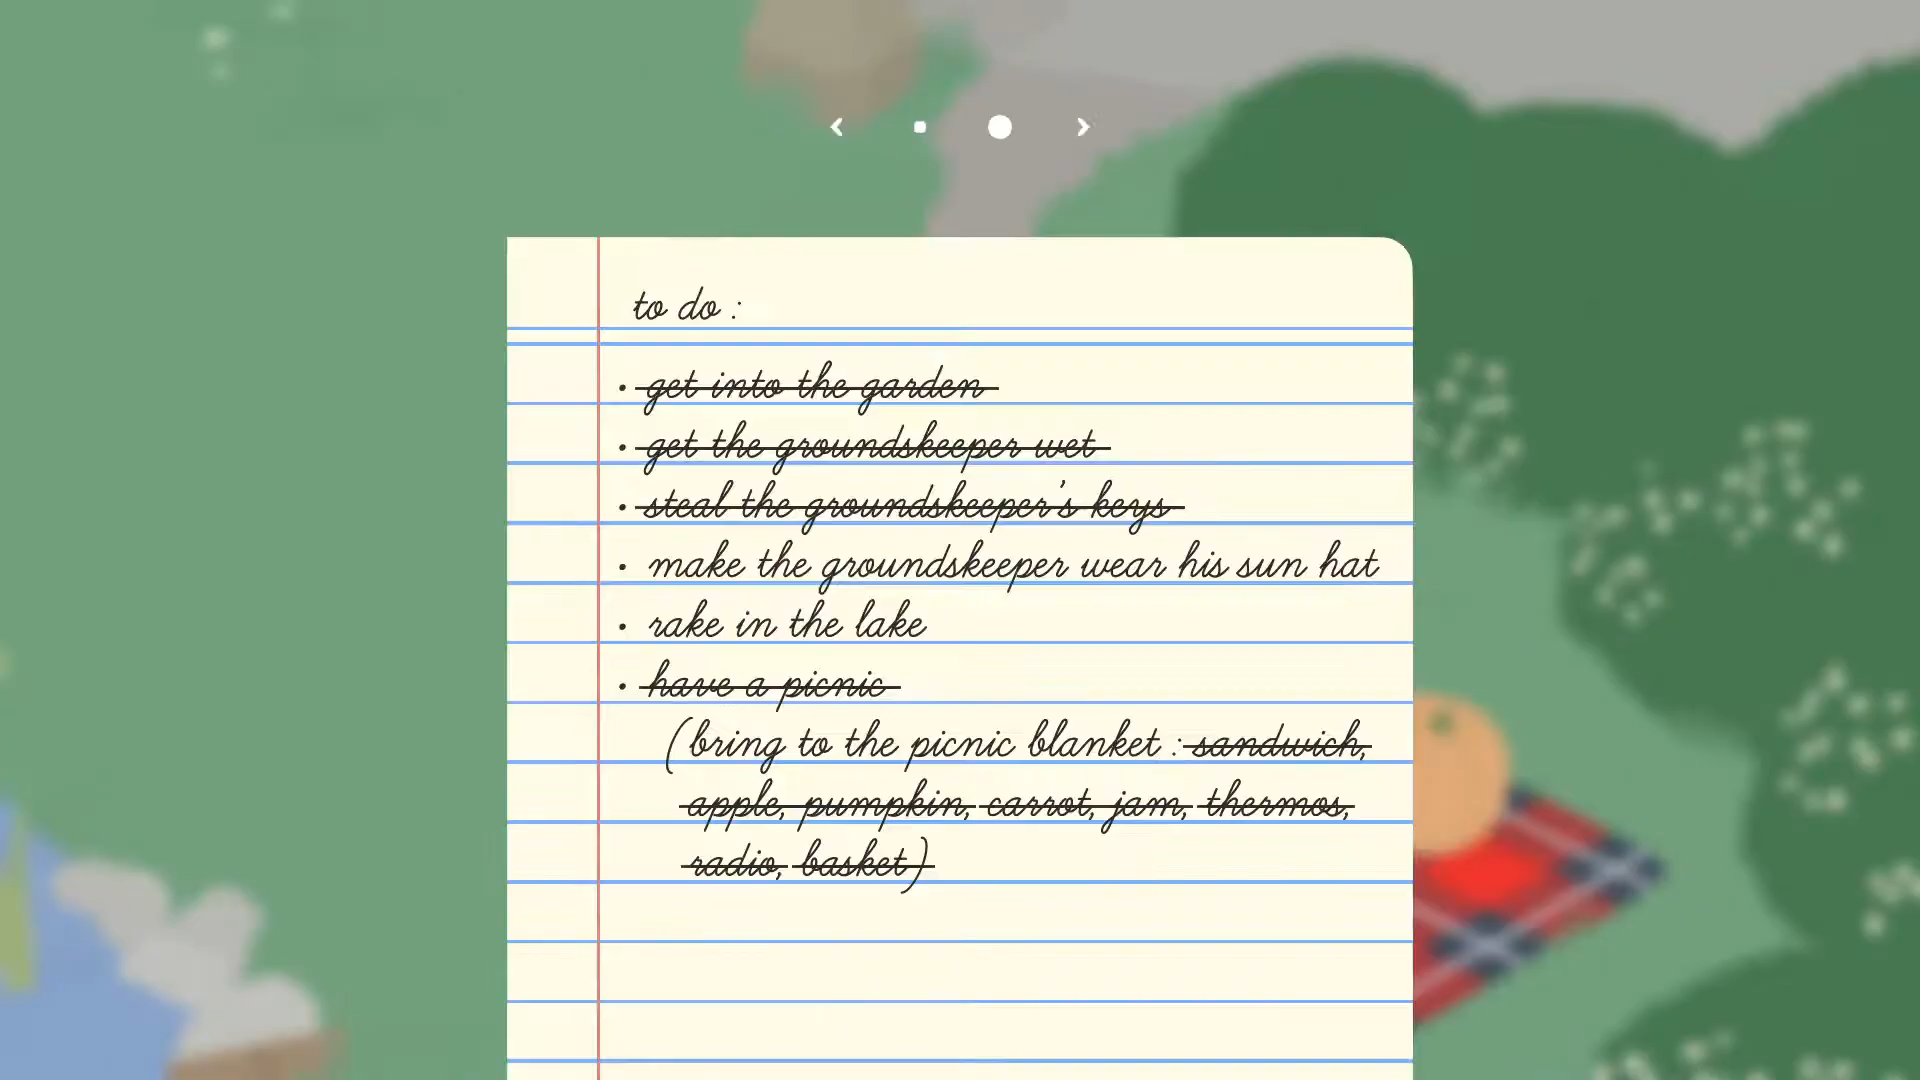 to do :
• get into the garden
• get the groundskeeper wet
• steal the groundskeeper's keys
• make the groundskeeper wear his sun hat
• rake in the lake
• have a picnic
(bring to the picnic blanket : sandwich,
apple, pumpkin, carrot, jam, thermos,
radio, basket)